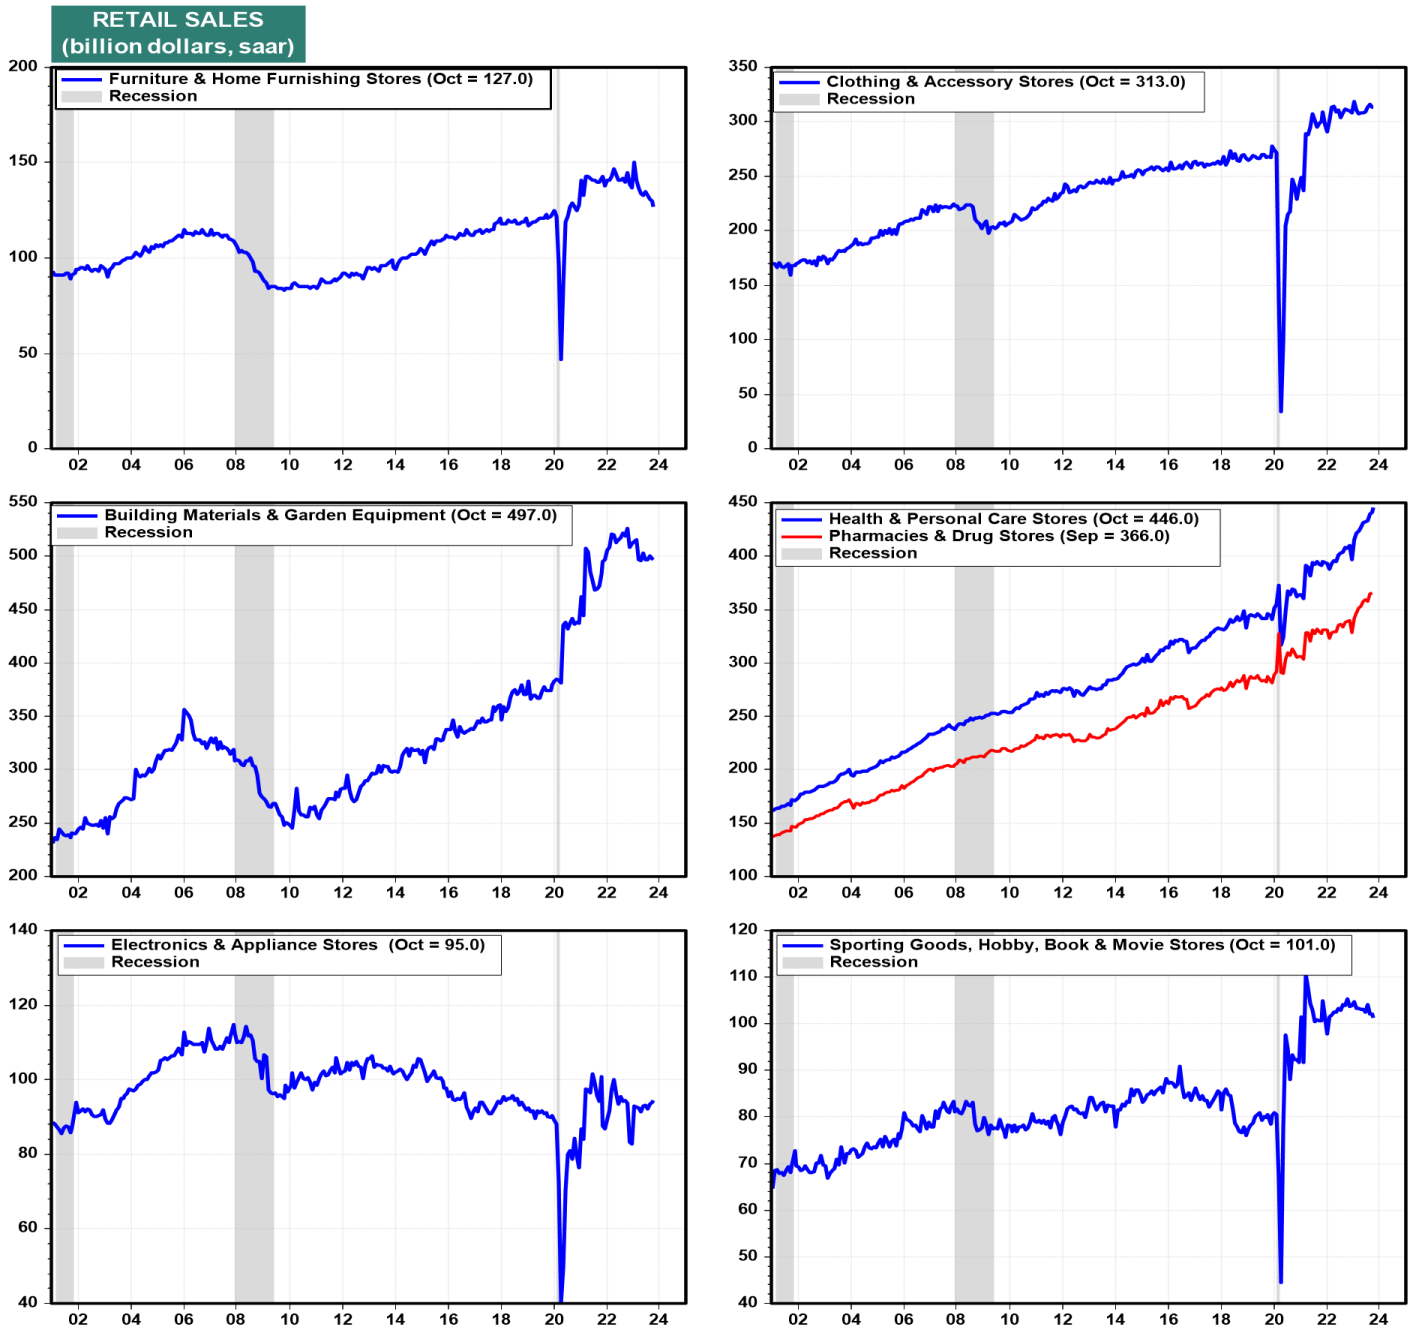 RETAIL SALES
(billion dollars, saar)
200
150
100
50
0
Furniture & Home Furnishing Stores (Oct = 127.0)
Recession
02 04 06 08 10 12 14 16 18 20 22 24
350
300
250
200
150
100
50
0
Clothing & Accessory Stores (Oct = 313.0)
Recession
02 04 06 08 10 12 14 16 18 20 22 24
550
500
450
400
350
300
250
200
Building Materials & Garden Equipment (Oct = 497.0)
Recession
02 04 06 08 10 12 14 16 18 20 22 24
450
400
350
300
250
200
150
100
Health & Personal Care Stores (Oct = 446.0)
Pharmacies & Drug Stores (Sep = 366.0)
Recession
02 04 06 08 10 12 14 16 18 20 22 24
140
120
100
80
60
40
Electronics & Appliance Stores (Oct = 95.0)
Recession
02 04 06 08 10 12 14 16 18 20 22 24
120
110
100
90
80
70
60
50
40
Sporting Goods, Hobby, Book & Movie Stores (Oct = 101.0)
Recession
02 04 06 08 10 12 14 16 18 20 22 24